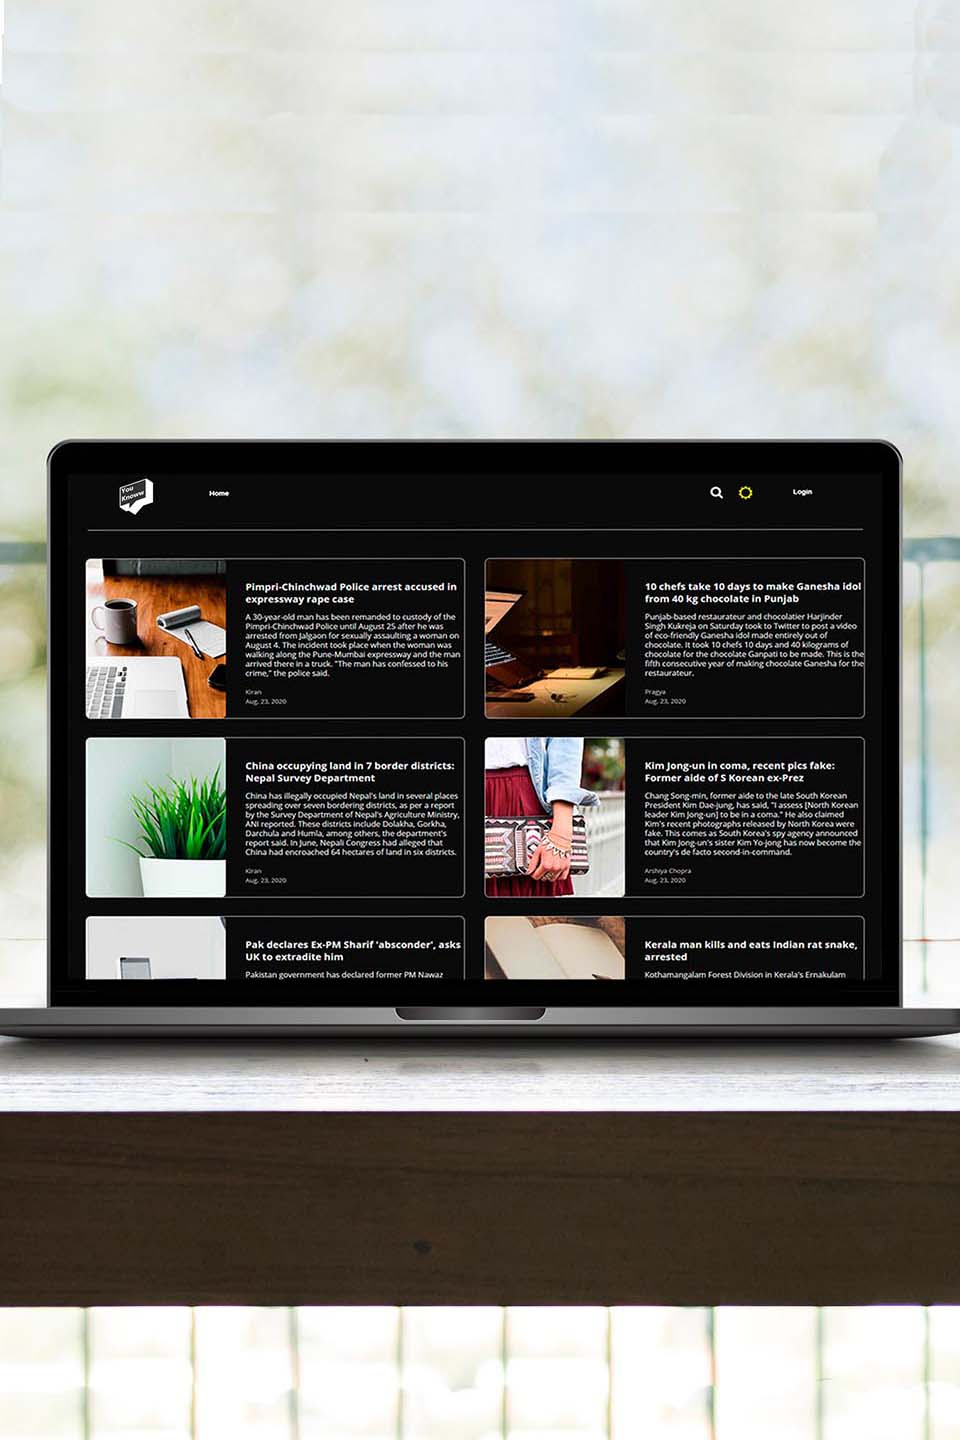 You
Knoww
Home
Login
Pimpri-Chinchwad Police arrest accused in
expressway rape case
A 30-year-old man has been remanded to custody of the
Pimpri-Chinchwad Police until August 25 after he was
arrested from Jalgaon for sexually assaulting a woman on
August 4. The incident took place when the woman was
walking along the Pune-Mumbai expressway and the man
arrived there in a truck. "The man has confessed to his
crime," the police said.
Kiran
Aug. 23, 2020
10 chefs take 10 days to make Ganesha idol
from 40 kg chocolate in Punjab
Punjab-based restaurateur and chocolatier Harjinder
Singh Kukreja on Saturday took to Twitter to post a video
of eco-friendly Ganesha idol made entirely out of
chocolate. It took 10 chefs 10 days and 40 kilograms of
chocolate for the chocolate Ganpati to be made. This is the
fifth consecutive year of making chocolate Ganesha for the
restaurateur.
Pragya
Aug. 23, 2020
China occupying land in 7 border districts:
Nepal Survey Department
China has illegally occupied Nepal's land in several places
spreading over seven bordering districts, as per a report
by the Survey Department of Nepal's Agriculture Ministry,
ANI reported. These districts include Dolakha, Gorkha,
Darchula and Humla, among others, the department's
report said. In June, Nepali Congress had alleged that
China had encroached 64 hectares of land in six districts.
Kiran
Aug. 23, 2020
Kim Jong-un in coma, recent pics fake:
Former aide of S Korean ex-Prez
Chang Song-min, former aide to the late South Korean
President Kim Dae-jung, has said, "I assess [North Korean
leader Kim Jong-un] to be in a coma." He also claimed
Kim's recent photographs released by North Korea were
fake. This comes as South Korea's spy agency announced
that Kim Jong-un's sister Kim Yo-jong has now become the
country's de facto second-in-command.
Arshiya Chopra
Aug. 23, 2020
Pak declares Ex-PM Sharif 'absconder', asks
UK to extradite him
Pakistan government has declared former PM Nawaz
Kerala man kills and eats Indian rat snake,
arrested
Kothamangalam Forest Division in Kerala's Ernakulam